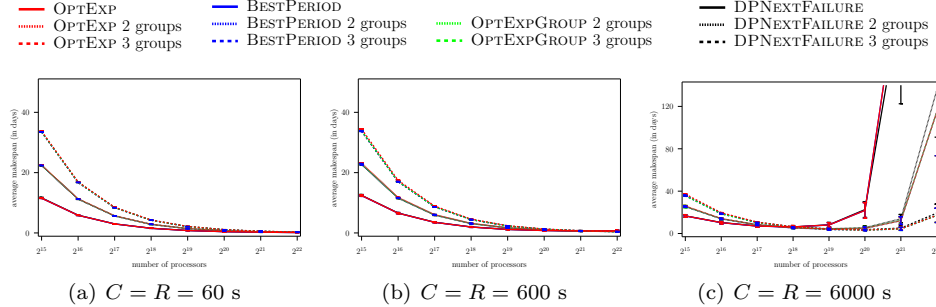 OPTEXP
OPTEXP 2 groups
OPTEXP 3 groups
BESTPERIOD
BESTPERIOD 2 groups
BESTPERIOD 3 groups
OPTEXPGROUP 2 groups
OPTEXPGROUP 3 groups
DPNEXTFAILURE
DPNEXTFAILURE 2 groups
DPNEXTFAILURE 3 groups
average makespan (in days)
40
20
0
2^15 2^16 2^17 2^18 2^19 2^20 2^21 2^22
number of processors
(a) C = R = 60 s
average makespan (in days)
40
20
0
2^15 2^16 2^17 2^18 2^19 2^20 2^21 2^22
number of processors
(b) C = R = 600 s
average makespan (in days)
120
80
40
0
2^15 2^16 2^17 2^18 2^19 2^20 2^21
number of processors
(c) C = R = 6000 s